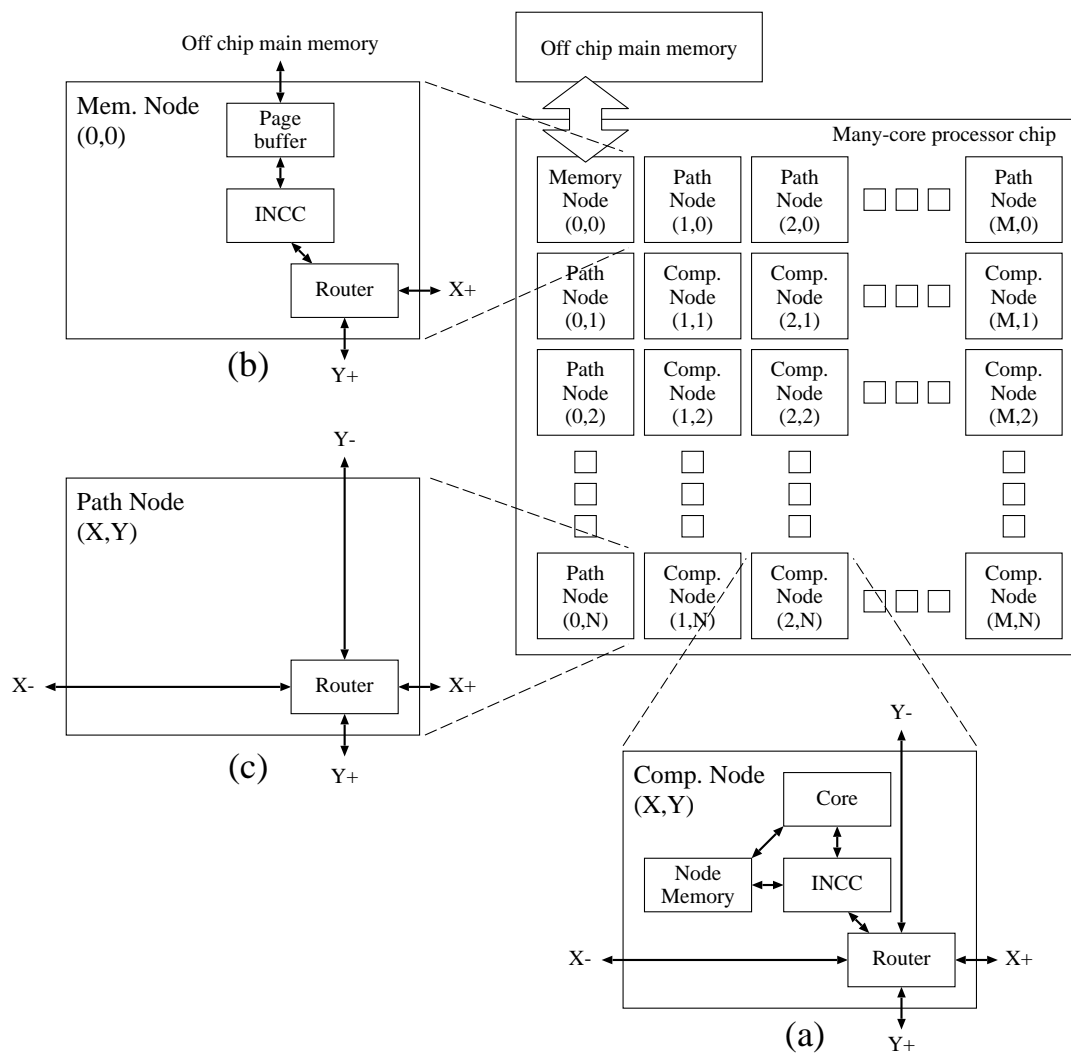 Off chip main memory
Off chip main memory
Mem. Node
(0,0)
Page
buffer
INCC
Router
X+
Y+
(b)
Many-core processor chip
Memory
Node
(0,0)
Path
Node
(1,0)
Path
Node
(2,0)
Path
Node
(M,0)
Path
Node
(0,1)
Comp.
Node
(1,1)
Comp.
Node
(2,1)
Comp.
Node
(M,1)
Path
Node
(0,2)
Comp.
Node
(1,2)
Comp.
Node
(2,2)
Comp.
Node
(M,2)
Path
Node
(0,N)
Comp.
Node
(1,N)
Comp.
Node
(2,N)
Comp.
Node
(M,N)
Y-
Path Node
(X,Y)
X-
Router
X+
Y+
(c)
Y-
Comp. Node
(X,Y)
Core
Node
Memory
INCC
X-
Router
X+
Y+
(a)